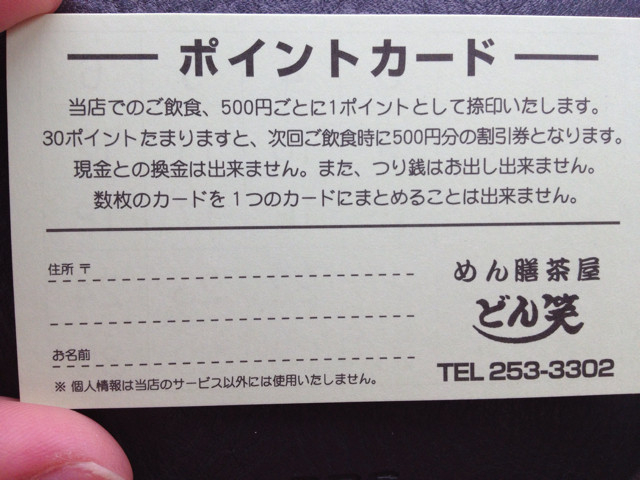 ポイントカード
当店でのご飲食、500円ごとに1ポイントとして捺印いたします。
30ポイントたまりますと、次回ご飲食時に500円分の割引券となります。
現金との換金は出来ません。また、つり銭はお出し出来ません。
数枚のカードを1つのカードにまとめることは出来ません。
住所 〒
お名前
※ 個人情報は当店のサービス以外には使用いたしません。
めん膳茶屋
どん笑
TEL 253-3302